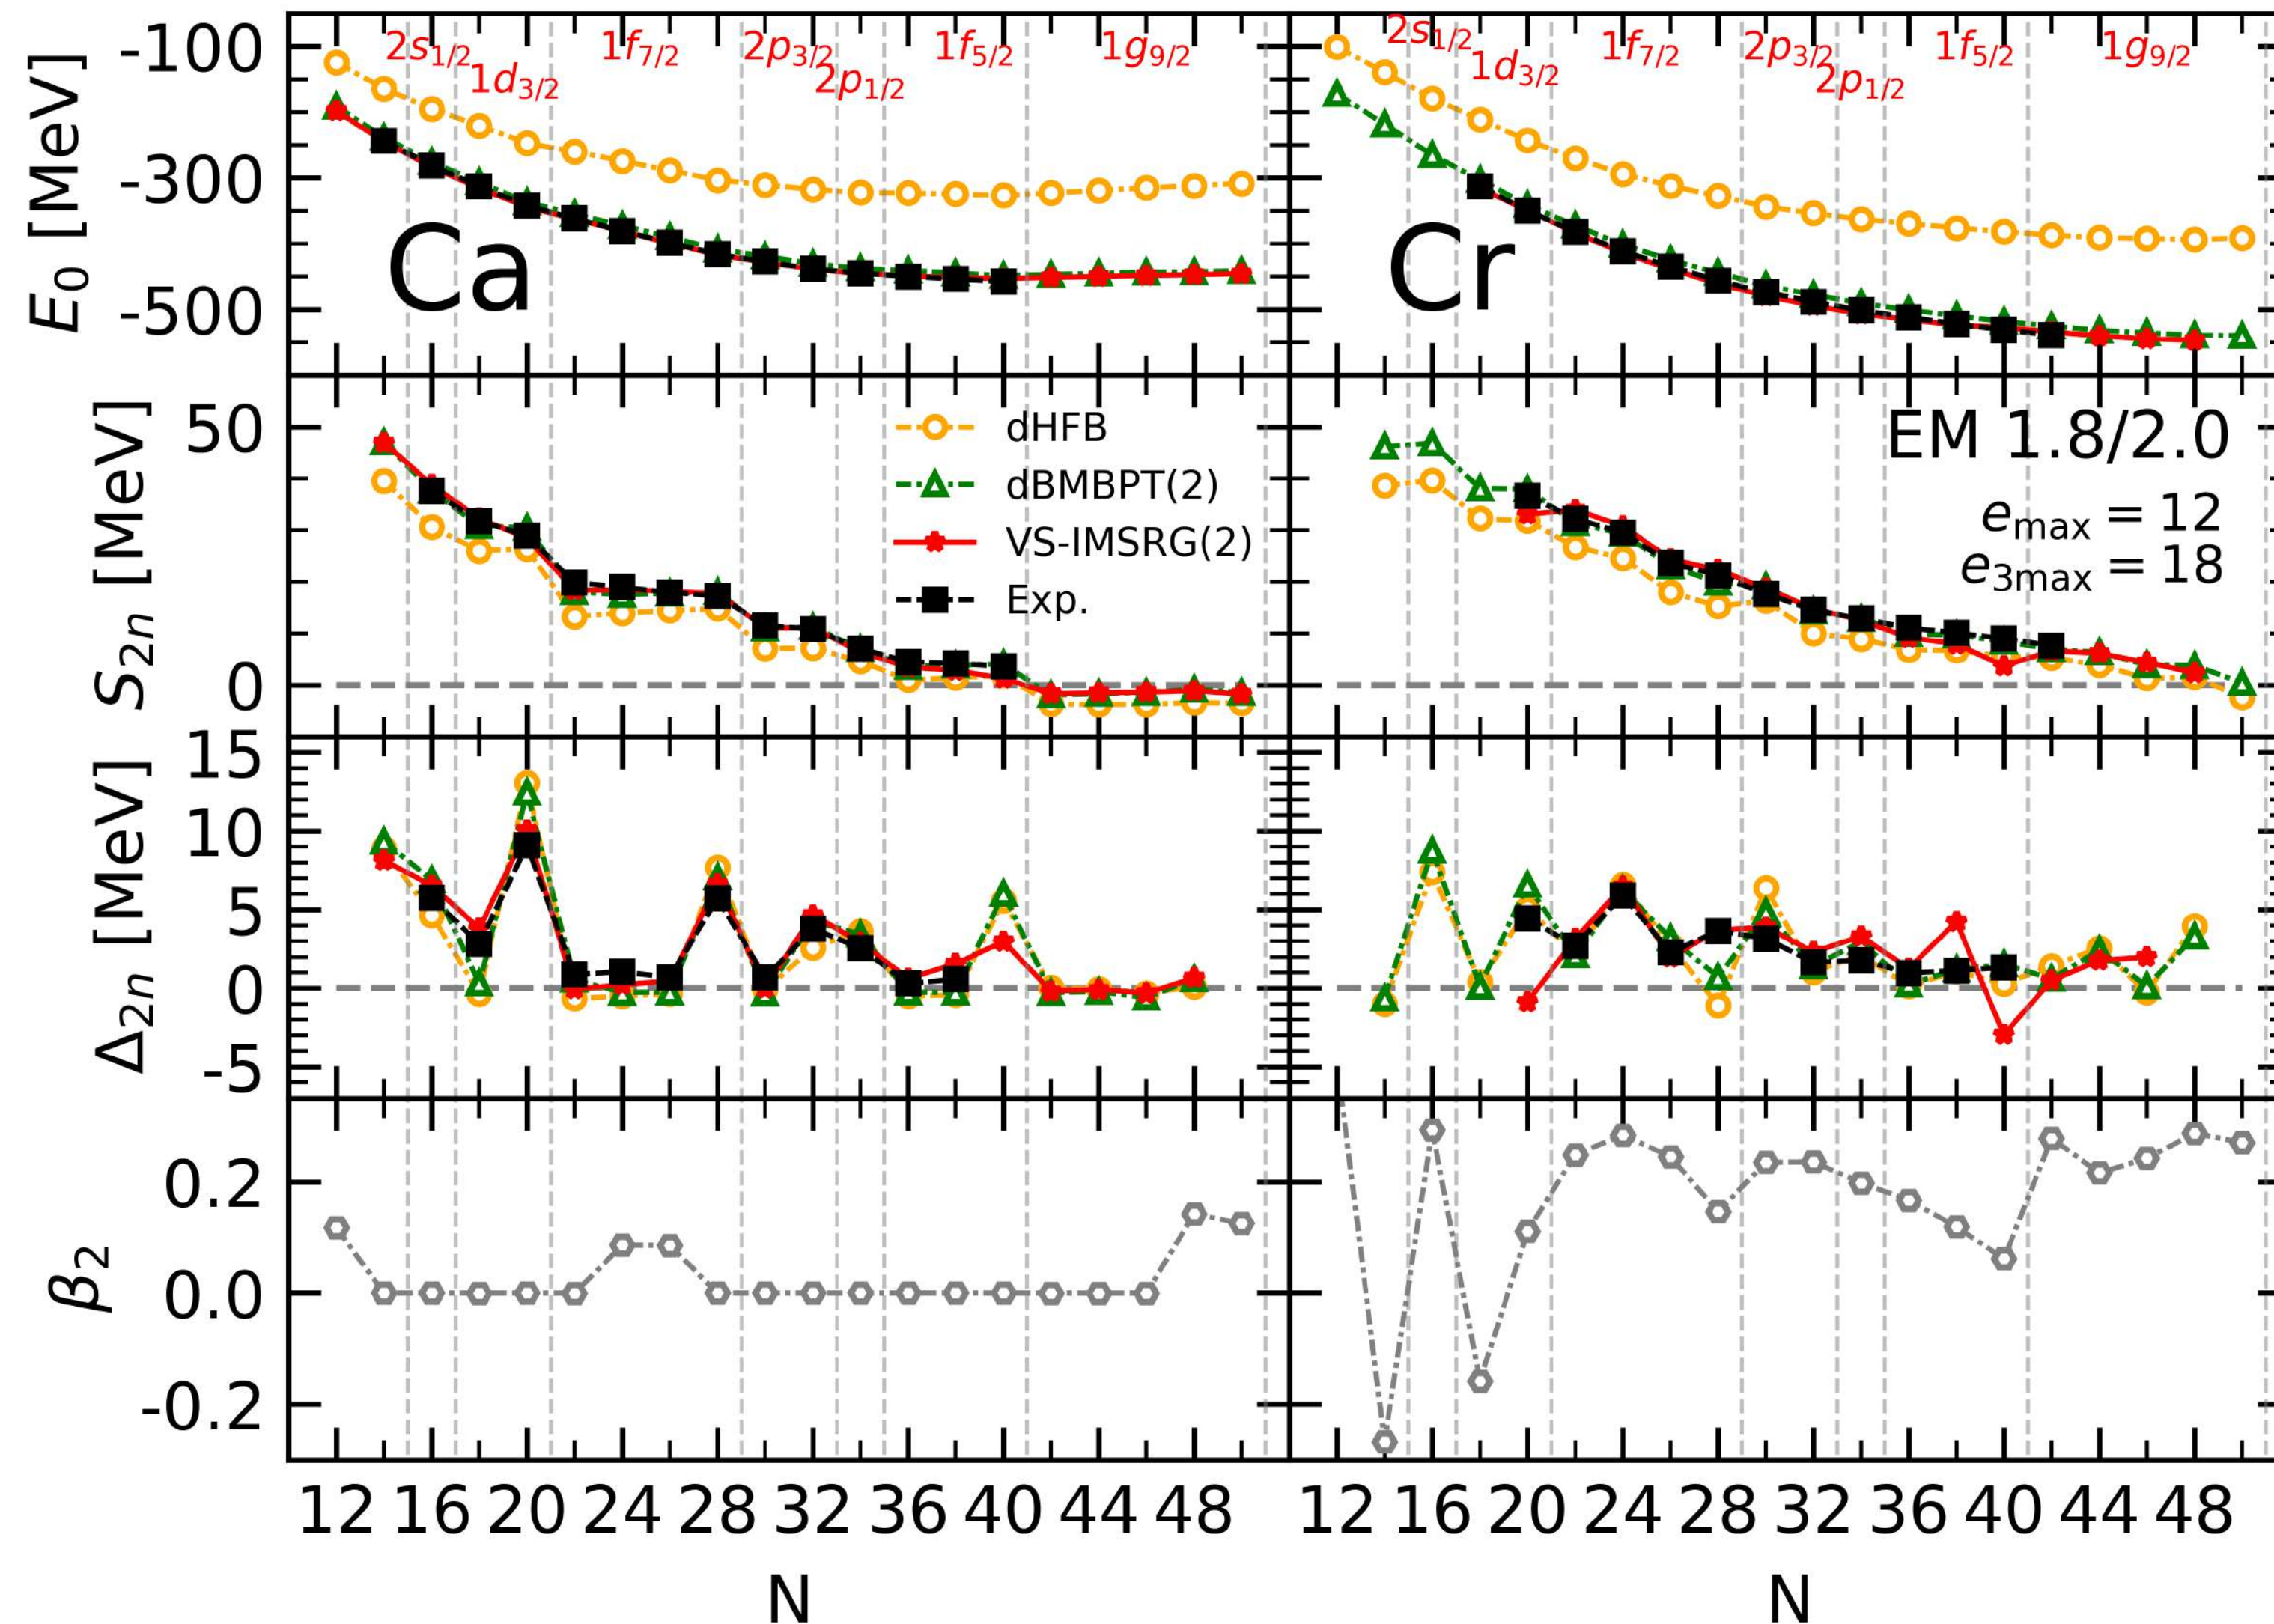 2s1/2 1f7/2 2p3/2 1f5/2 1g9/2
1d3/2 2p1/2
2s1/2 1f7/2 2p3/2 1f5/2 1g9/2
1d3/2 2p1/2
E0 [MeV]
-100
-300
-500
Ca
Cr
S2n [MeV]
50
0
dHFB
dBMBPT(2)
VS-IMSRG(2)
Exp.
EM 1.8/2.0
emax = 12
e3max = 18
Δ2n [MeV]
15
10
5
0
-5
β2
0.2
0.0
-0.2
12 16 20 24 28 32 36 40 44 48
12 16 20 24 28 32 36 40 44 48
N
N